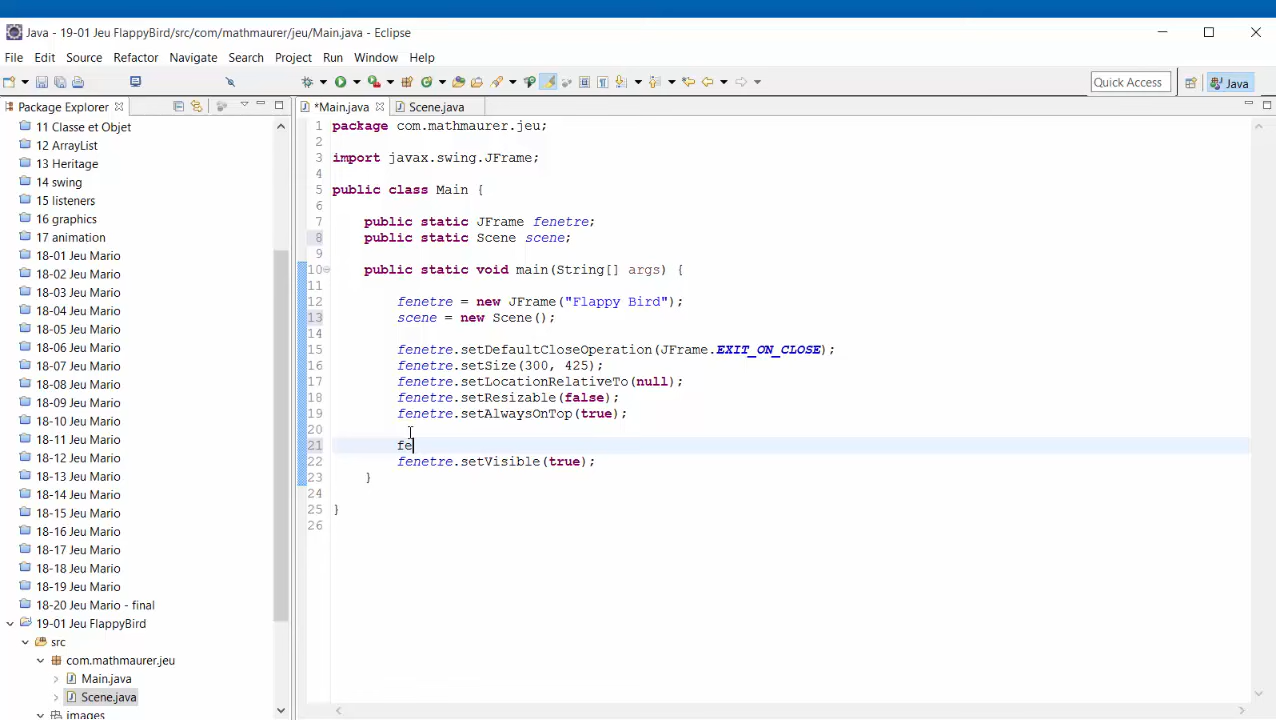 Java - 19-01 Jeu FlappyBird/src/com/mathmaurer/jeu/Main.java - Eclipse
File Edit Source Refactor Navigate Search Project Run Window Help
Quick Access Java
Package Explorer *Main.java Scene.java
11 Classe et Objet
12 ArrayList
13 Heritage
14 swing
15 listeners
16 graphics
17 animation
18-01 Jeu Mario
18-02 Jeu Mario
18-03 Jeu Mario
18-04 Jeu Mario
18-05 Jeu Mario
18-06 Jeu Mario
18-07 Jeu Mario
18-08 Jeu Mario
18-09 Jeu Mario
18-10 Jeu Mario
18-11 Jeu Mario
18-12 Jeu Mario
18-13 Jeu Mario
18-14 Jeu Mario
18-15 Jeu Mario
18-16 Jeu Mario
18-17 Jeu Mario
18-18 Jeu Mario
18-19 Jeu Mario
18-20 Jeu Mario - final
19-01 Jeu FlappyBird
src
com.mathmaurer.jeu
Main.java
Scene.java
images
1 package com.mathmaurer.jeu;
2
3 import javax.swing.JFrame;
4
5 public class Main {
6
7 public static JFrame fenetre;
8 public static Scene scene;
9
10 public static void main(String[] args) {
11
12 fenetre = new JFrame("Flappy Bird");
13 scene = new Scene();
14
15 fenetre.setDefaultCloseOperation(JFrame.EXIT_ON_CLOSE);
16 fenetre.setSize(300, 425);
17 fenetre.setLocationRelativeTo(null);
18 fenetre.setResizable(false);
19 fenetre.setAlwaysOnTop(true);
20
21 fe
22 fenetre.setVisible(true);
23 }
24
25 }
26